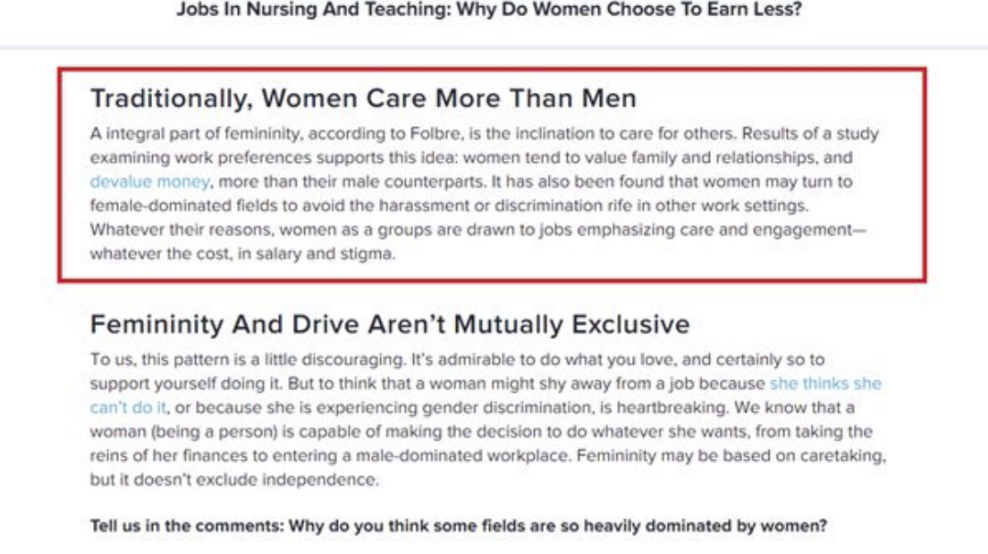 Jobs In Nursing And Teaching: Why Do Women Choose To Earn Less?
Traditionally, Women Care More Than Men
A integral part of femininity, according to Folbre, is the inclination to care for others. Results of a study
examining work preferences supports this idea: women tend to value family and relationships, and
devalue money, more than their male counterparts. It has also been found that women may turn to
female-dominated fields to avoid the harassment or discrimination rife in other work settings.
Whatever their reasons, women as a groups are drawn to jobs emphasizing care and engagement—
whatever the cost, in salary and stigma.
Femininity And Drive Aren’t Mutually Exclusive
To us, this pattern is a little discouraging. It’s admirable to do what you love, and certainly so to
support yourself doing it. But to think that a woman might shy away from a job because she thinks she
can’t do it, or because she is experiencing gender discrimination, is heartbreaking. We know that a
woman (being a person) is capable of making the decision to do whatever she wants, from taking the
reins of her finances to entering a male-dominated workplace. Femininity may be based on caretaking,
but it doesn’t exclude independence.
Tell us in the comments: Why do you think some fields are so heavily dominated by women?